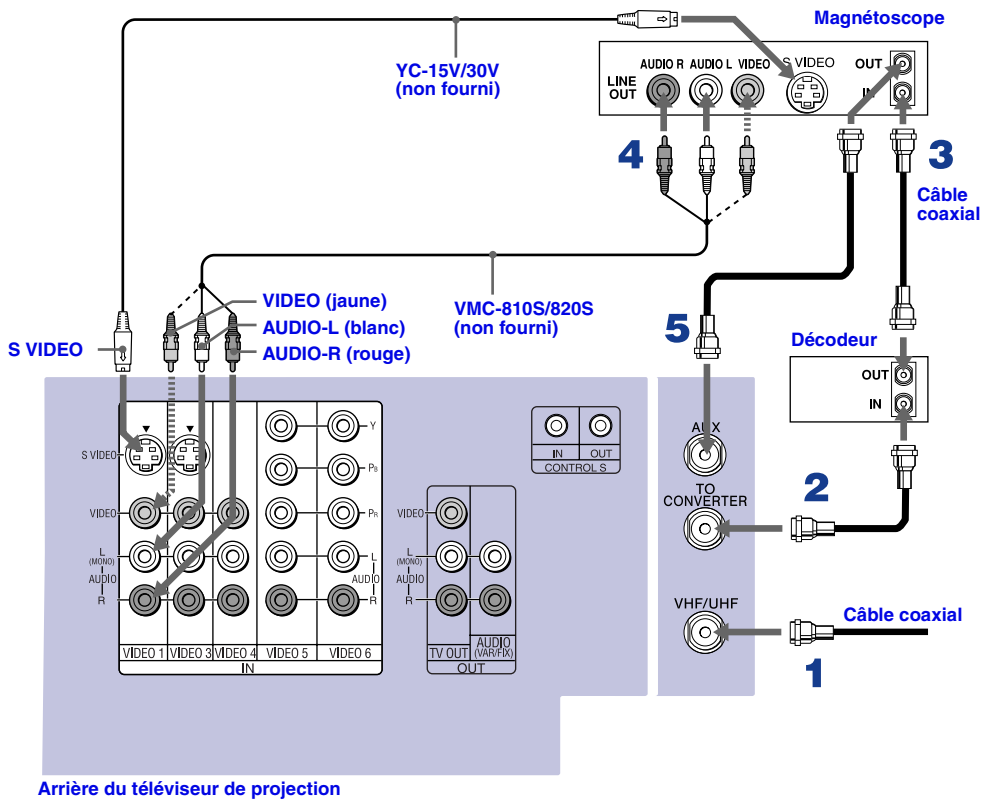 Magnétoscope
YC-15V/30V
(non fourni)
AUDIO R AUDIO L VIDEO
S VIDEO
OUT
LINE
OUT
IN
4
3
Câble
coaxial
VIDEO (jaune)
AUDIO-L (blanc)
AUDIO-R (rouge)
VMC-810S/820S
(non fourni)
5
S VIDEO
Décodeur
OUT
IN
S VIDEO
VIDEO
L
(MONO)
AUDIO
R
Y
PB
PR
L
AUDIO
R
VIDEO 1 VIDEO 3 VIDEO 4 VIDEO 5 VIDEO 6
IN
IN OUT
CONTROL S
VIDEO
L
(MONO)
AUDIO
R
TV OUT
AUDIO
(VAR/FIX)
OUT
AUX
TO
CONVERTER
2
VHF/UHF
Câble coaxial
1
Arrière du téléviseur de projection